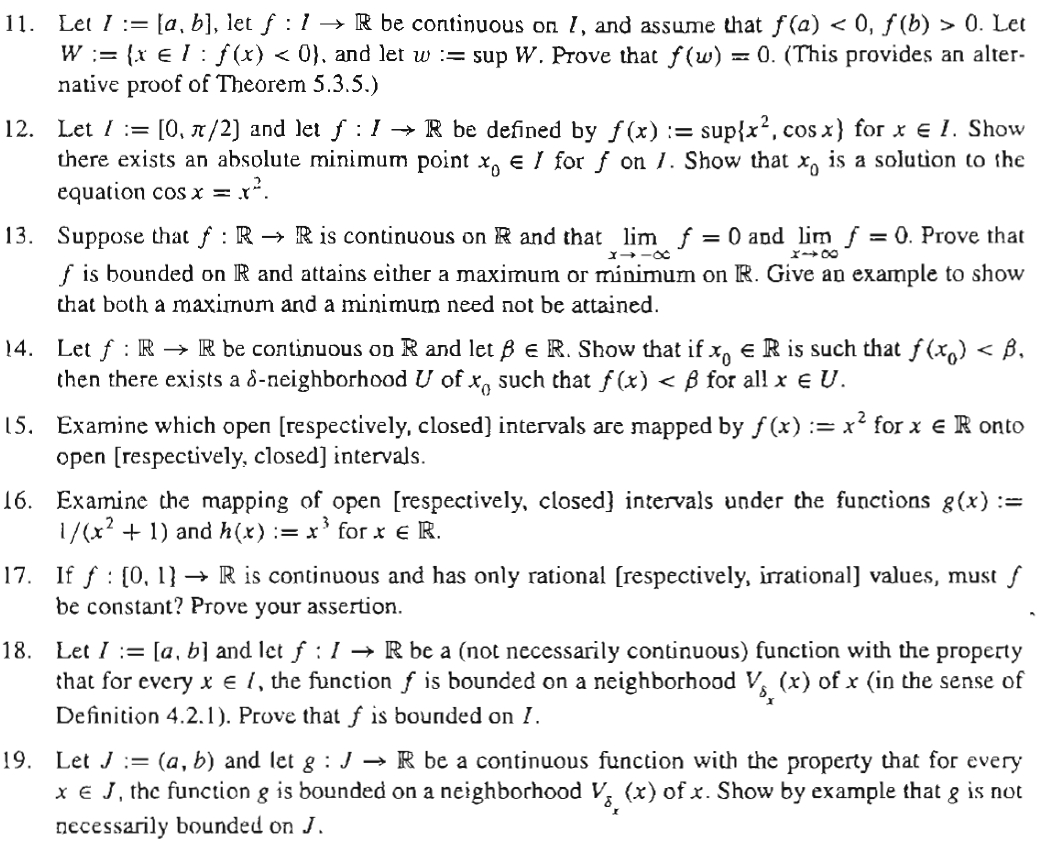 11. Let I := [a, b], let f : I → ℝ be continuous on I, and assume that f(a) < 0, f(b) > 0. Let
W := {x ∈ I : f(x) < 0}, and let w := sup W. Prove that f(w) = 0. (This provides an alter-
native proof of Theorem 5.3.5.)
12. Let I := [0, π/2] and let f : I → ℝ be defined by f(x) := sup{x², cos x} for x ∈ I. Show
there exists an absolute minimum point x₀ ∈ I for f on I. Show that x₀ is a solution to the
equation cos x = x².
13. Suppose that f : ℝ → ℝ is continuous on ℝ and that lim_{x→−∞} f = 0 and lim_{x→∞} f = 0. Prove that
f is bounded on ℝ and attains either a maximum or minimum on ℝ. Give an example to show
that both a maximum and a minimum need not be attained.
14. Let f : ℝ → ℝ be continuous on ℝ and let β ∈ ℝ. Show that if x₀ ∈ ℝ is such that f(x₀) < β,
then there exists a δ-neighborhood U of x₀ such that f(x) < β for all x ∈ U.
15. Examine which open [respectively, closed] intervals are mapped by f(x) := x² for x ∈ ℝ onto
open [respectively, closed] intervals.
16. Examine the mapping of open [respectively, closed] intervals under the functions g(x) :=
1/(x² + 1) and h(x) := x³ for x ∈ ℝ.
17. If f : [0, 1] → ℝ is continuous and has only rational [respectively, irrational] values, must f
be constant? Prove your assertion.
18. Let I := [a, b] and let f : I → ℝ be a (not necessarily continuous) function with the property
that for every x ∈ I, the function f is bounded on a neighborhood V_{δ_x}(x) of x (in the sense of
Definition 4.2.1). Prove that f is bounded on I.
19. Let J := (a, b) and let g : J → ℝ be a continuous function with the property that for every
x ∈ J, the function g is bounded on a neighborhood V_{δ_x}(x) of x. Show by example that g is not
necessarily bounded on J.